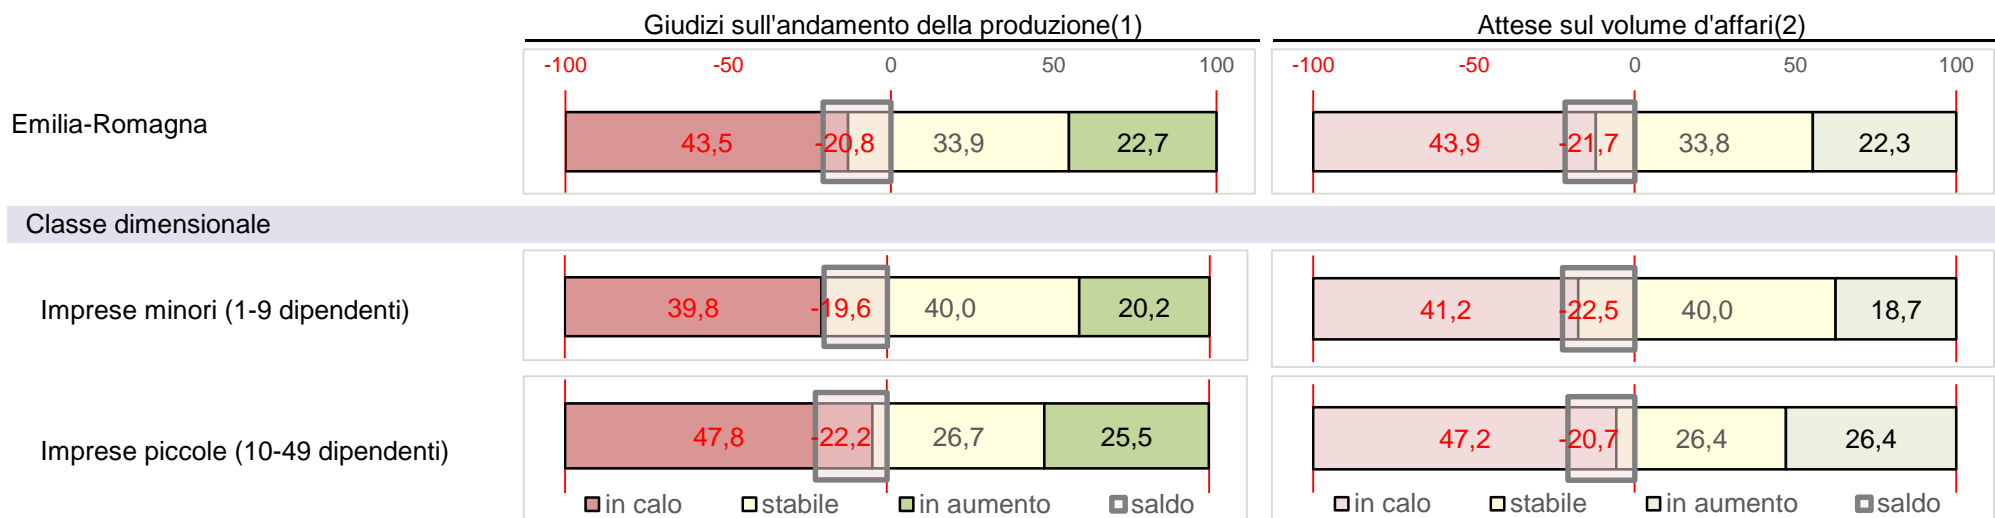 Giudizi sull'andamento della produzione(1) Attese sul volume d'affari(2)
-100 -50 0 50 100 -100 -50 0 50 100
Emilia-Romagna 43,5 -20,8 33,9 22,7 43,9 -21,7 33,8 22,3
Classe dimensionale
Imprese minori (1-9 dipendenti) 39,8 -19,6 40,0 20,2 41,2 -22,5 40,0 18,7
Imprese piccole (10-49 dipendenti) 47,8 -22,2 26,7 25,5 47,2 -20,7 26,4 26,4
in calo stabile in aumento saldo in calo stabile in aumento saldo